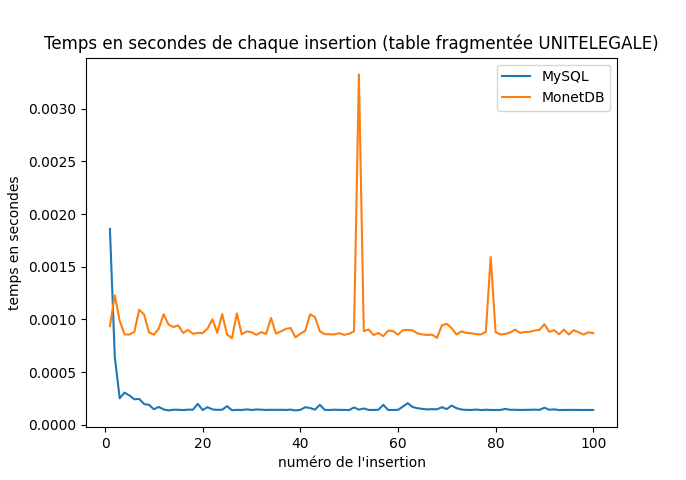 Temps en secondes de chaque insertion (table fragmentée UNITELEGALE)
MySQL
MonetDB
temps en secondes
0.0030
0.0025
0.0020
0.0015
0.0010
0.0005
0.0000
0
20
40
60
80
100
numéro de l'insertion